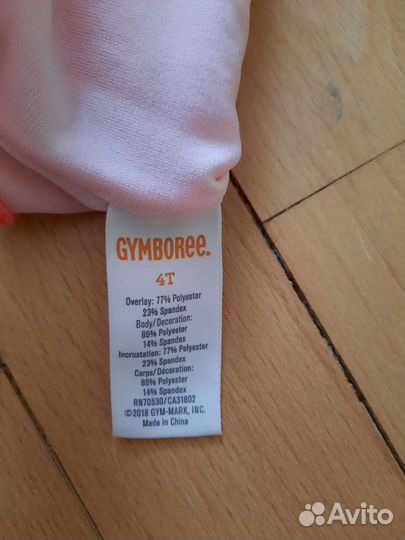 GYMBOREE.
4T
Overlay: 77% Polyester
23% Spandex
Body/Decoration:
86% Polyester
14% Spandex
Incrustation: 77% Polyester
23% Spandex
Corps/Décoration:
86% Polyester
14% Spandex
RN70530/CA31802
©2018 GYM-MARK, INC.
Made in China
Avito